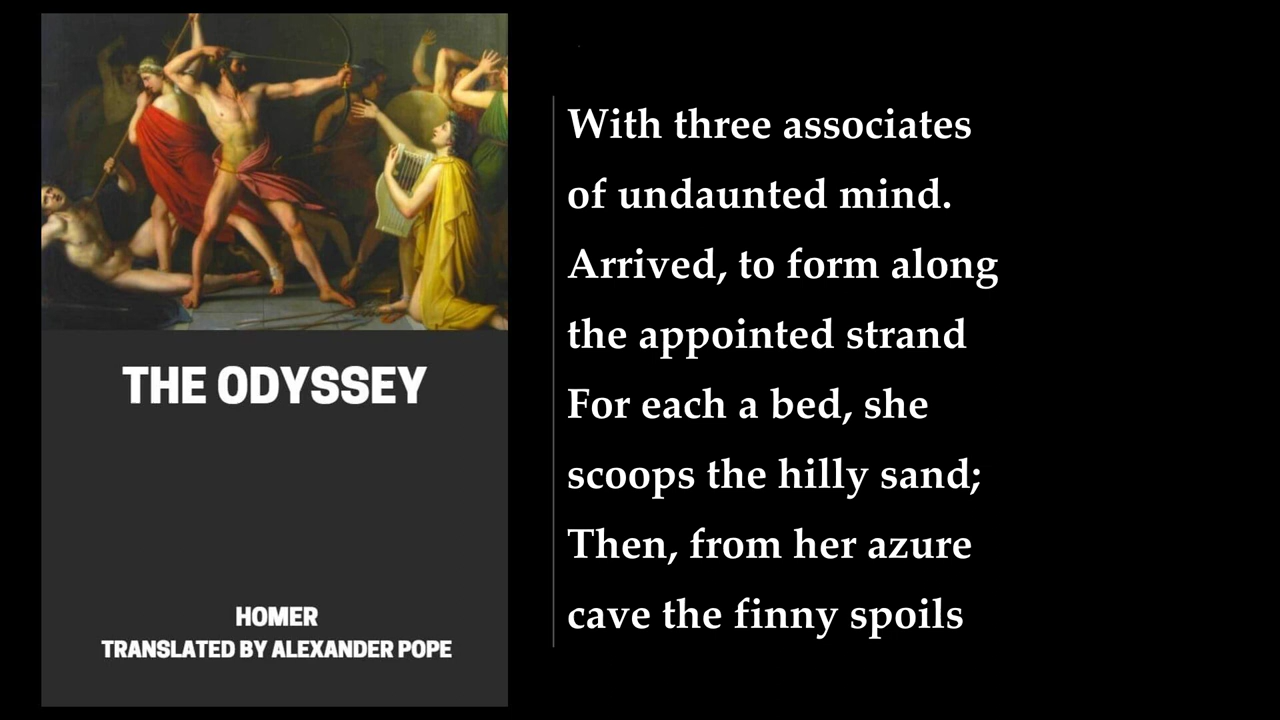 THE ODYSSEY
HOMER
TRANSLATED BY ALEXANDER POPE
With three associates
of undaunted mind.
Arrived, to form along
the appointed strand
For each a bed, she
scoops the hilly sand;
Then, from her azure
cave the finny spoils